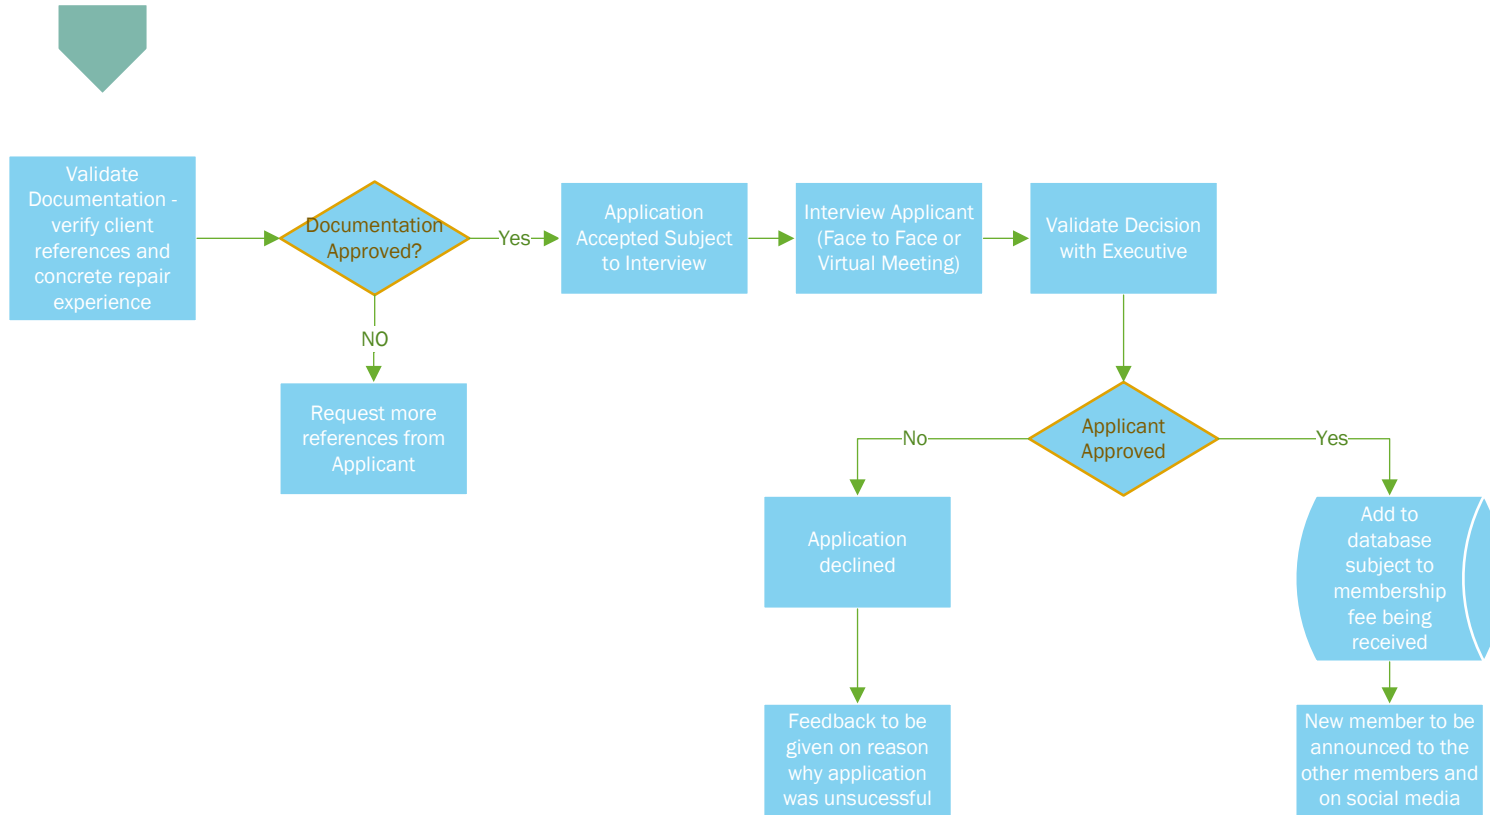 Validate
Documentation -
verify client
references and
concrete repair
experience
Documentation
Approved?
Yes
Application
Accepted Subject
to Interview
Interview Applicant
(Face to Face or
Virtual Meeting)
Validate Decision
with Executive
NO
Request more
references from
Applicant
Applicant
Approved
No
Yes
Application
declined
Add to
database
subject to
membership
fee being
received
Feedback to be
given on reason
why application
was unsucessful
New member to be
announced to the
other members and
on social media